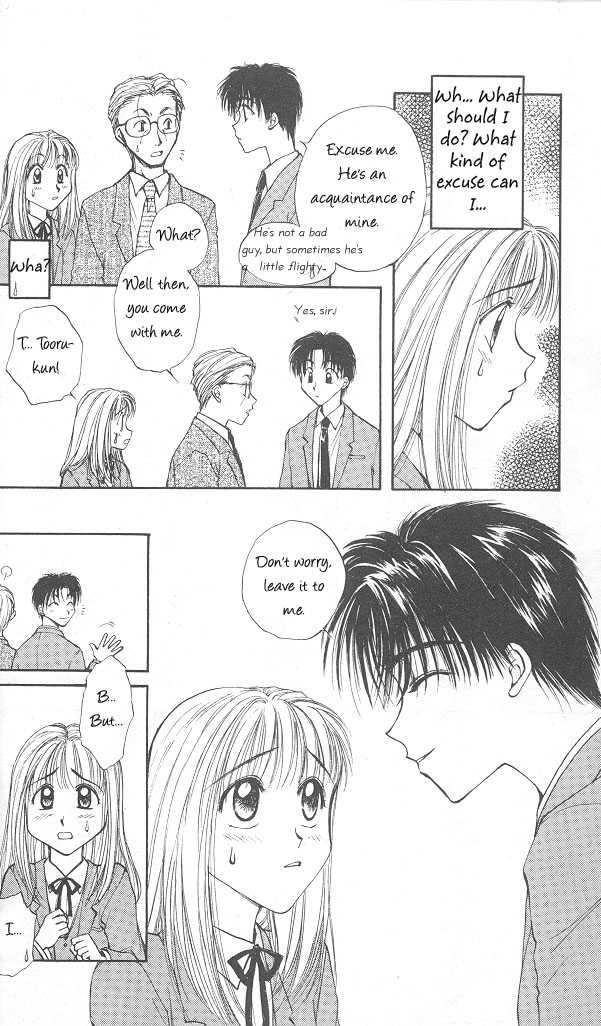 Wh... What
should I
do? What
kind of
excuse can
I...
Excuse me.
He's an
acquaintance of
mine.
He's not a bad
guy, but sometimes he's
a little flighty...
What?
Wha?
Well then,
you come
with me.
Yes, sir!
T... Tooru-
kun!
Don't worry,
leave it to
me.
B...
But...
I...